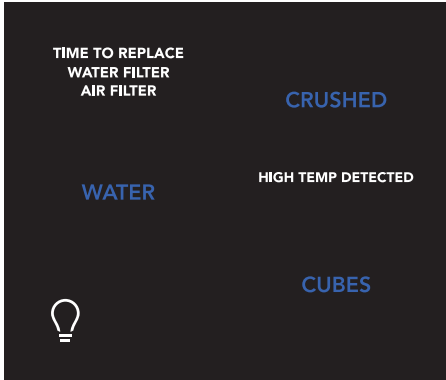 TIME TO REPLACE
WATER FILTER
AIR FILTER
CRUSHED
WATER
HIGH TEMP DETECTED
CUBES